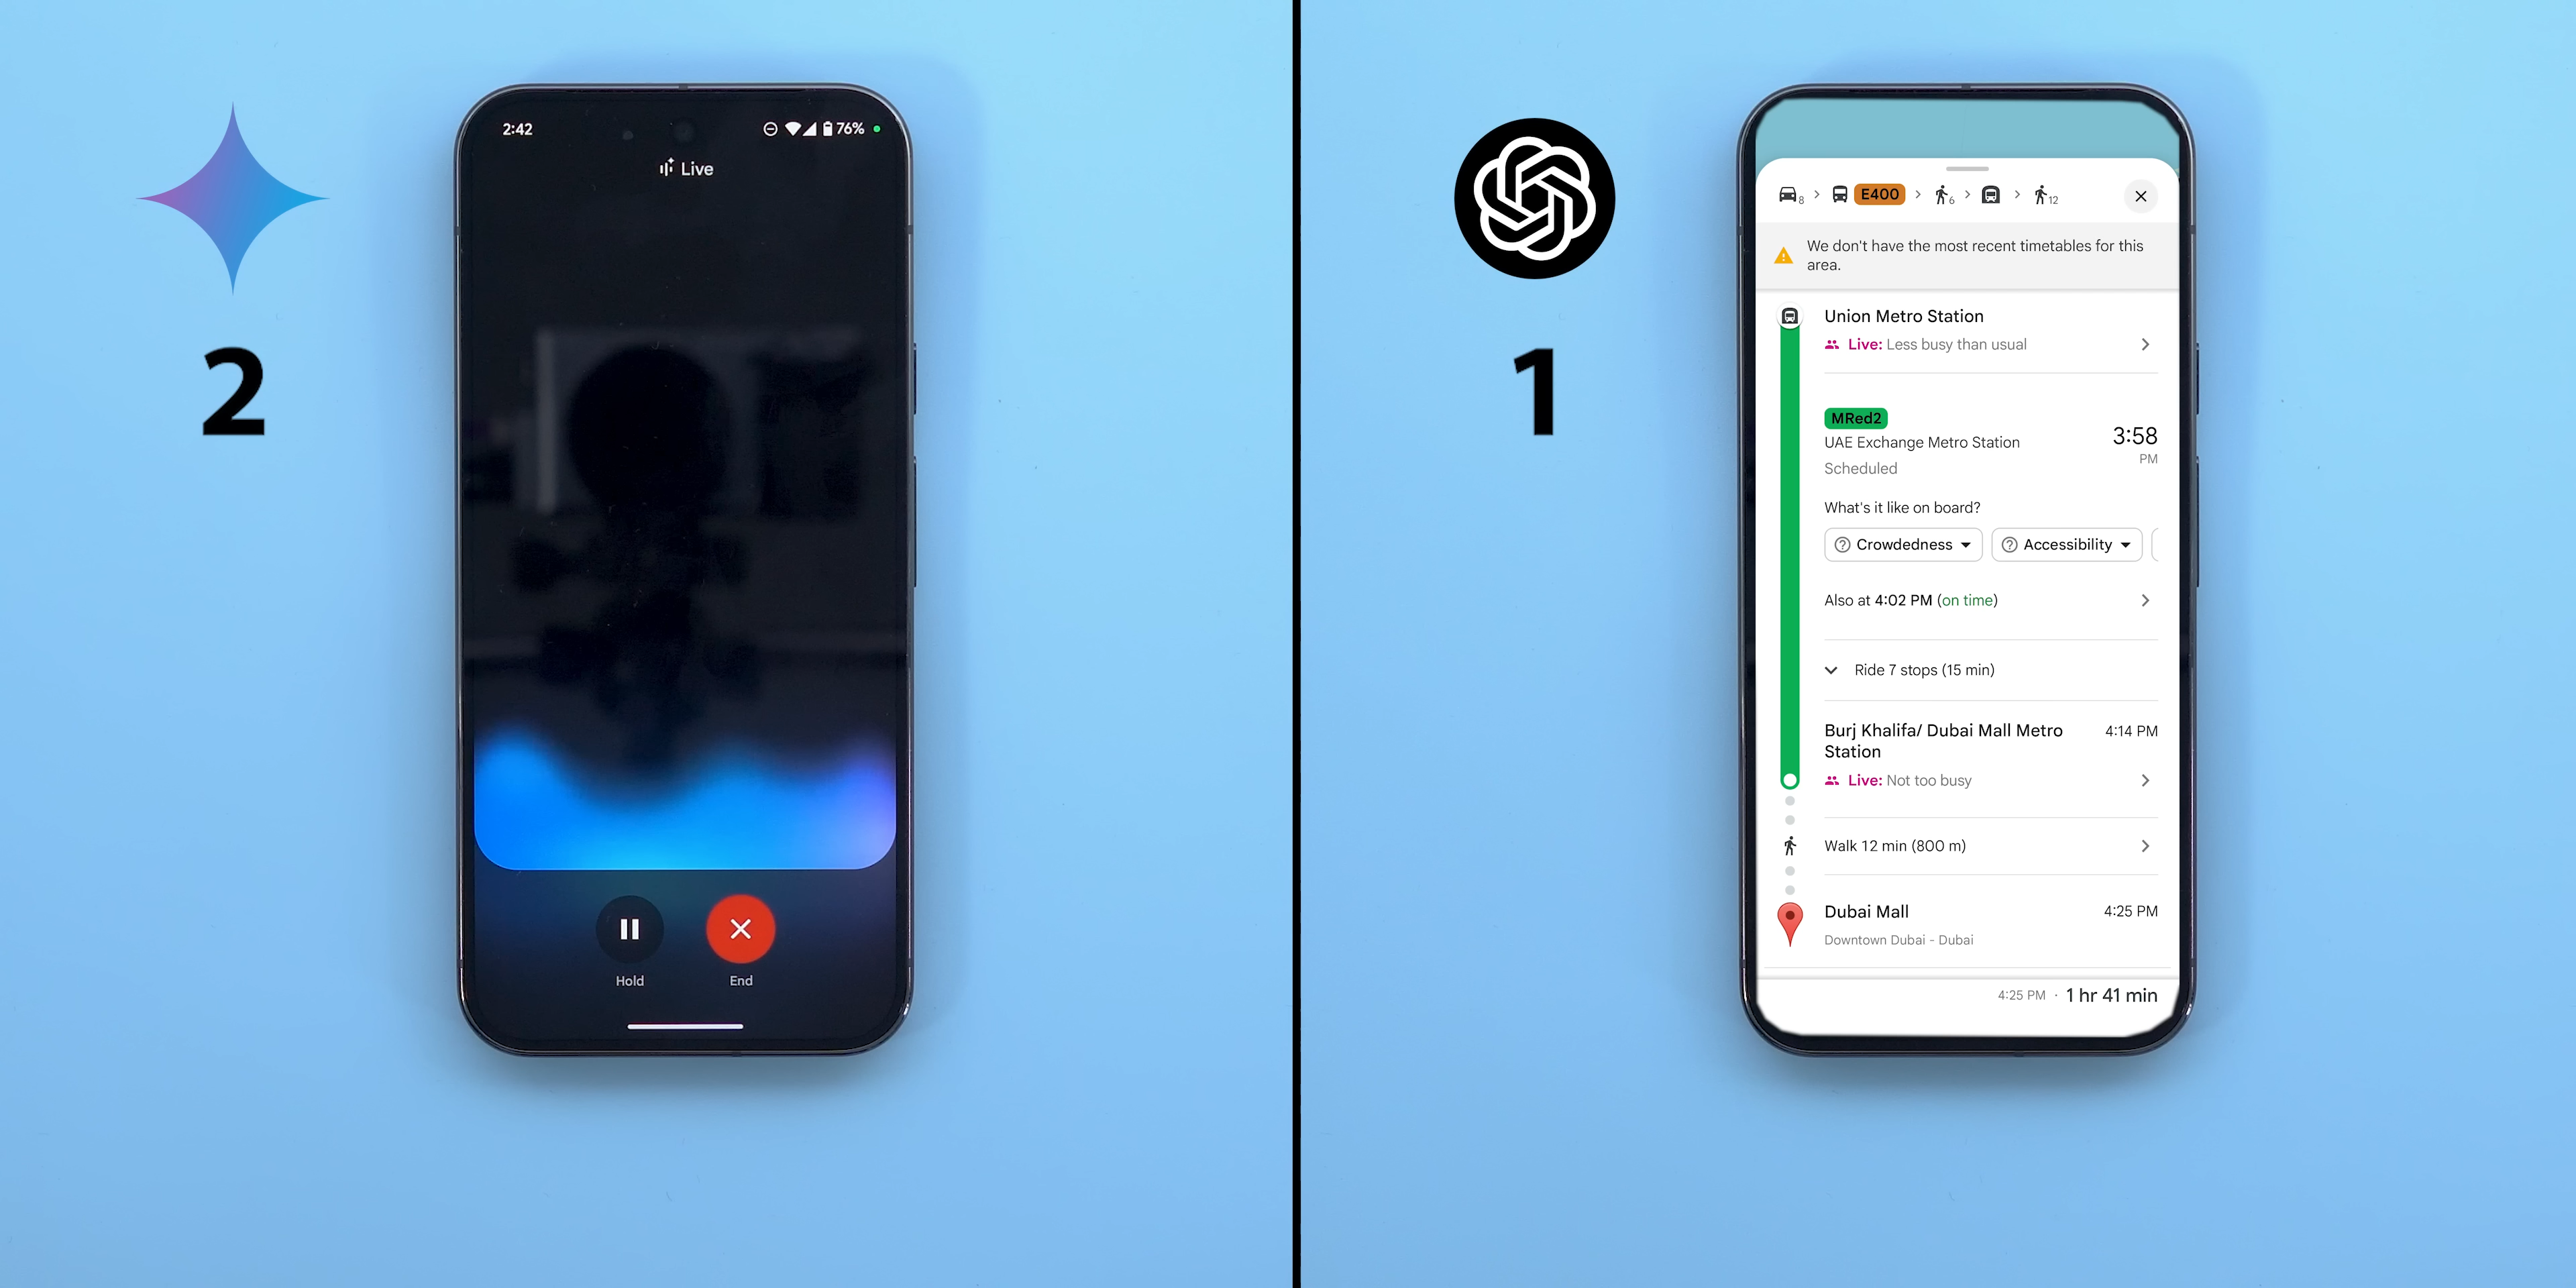 2:42
76%
Live
2
Hold
End
1
8
E400
6
12
We don't have the most recent timetables for this
area.
Union Metro Station
Live: Less busy than usual
MRed2
UAE Exchange Metro Station
3:58
PM
Scheduled
What's it like on board?
Crowdedness
Accessibility
Also at 4:02 PM (on time)
Ride 7 stops (15 min)
Burj Khalifa/ Dubai Mall Metro
Station
4:14 PM
Live: Not too busy
Walk 12 min (800 m)
Dubai Mall
4:25 PM
Downtown Dubai - Dubai
4:25 PM · 1 hr 41 min